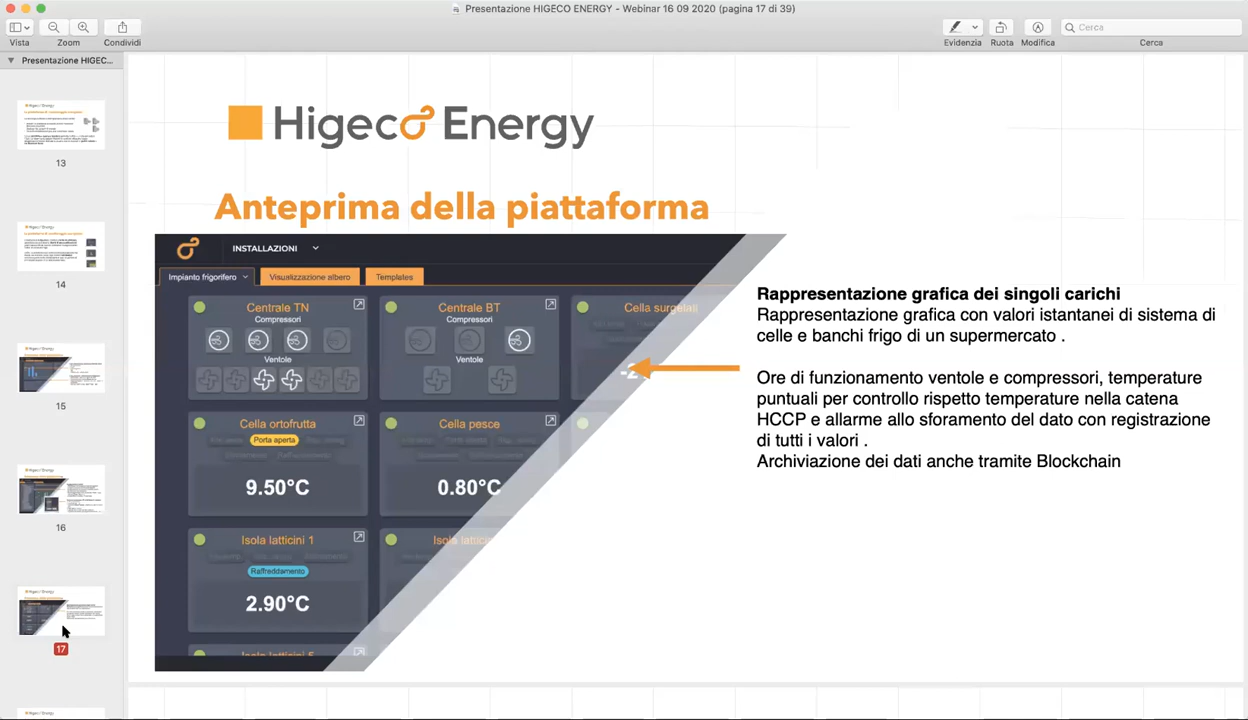 Presentazione HIGECO ENERGY - Webinar 16 09 2020 (pagina 17 di 39)
Vista
Zoom
Condividi
Evidenzia
Ruota
Modifica
Cerca
Cerca
Presentazione HIGEC...
13
14
15
16
17
Higeco Energy
Anteprima della piattaforma
INSTALLAZIONI
Impianto frigorifero
Visualizzazione albero
Templates
Centrale TN
Compressori
Ventole
Centrale BT
Compressori
Ventole
Cella surgelati
Cella ortofrutta
Porta aperta
9.50°C
Cella pesce
0.80°C
Isola latticini 1
Raffreddamento
2.90°C
Isola latticini 5
Rappresentazione grafica dei singoli carichi
Rappresentazione grafica con valori istantanei di sistema di
celle e banchi frigo di un supermercato .
Ore di funzionamento ventole e compressori, temperature
puntuali per controllo rispetto temperature nella catena
HCCP e allarme allo sforamento del dato con registrazione
di tutti i valori .
Archiviazione dei dati anche tramite Blockchain